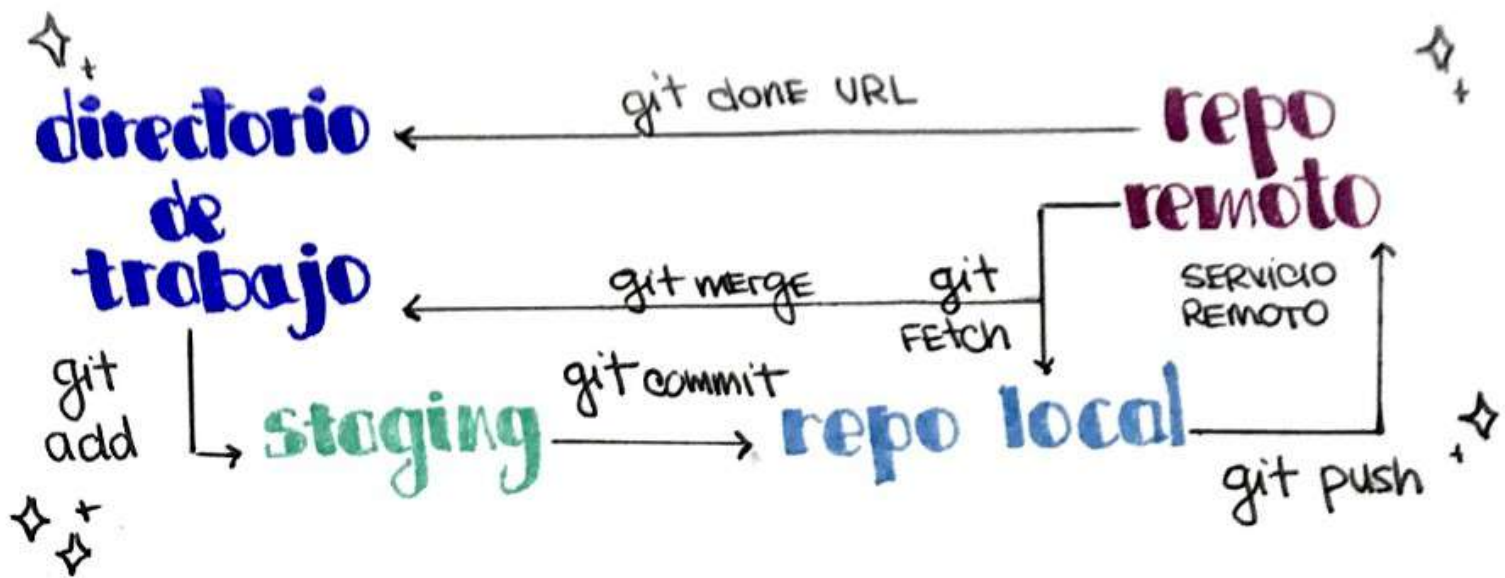 directorio
de
trabajo
git clone URL
repo
remoto
git merge
git
fetch
SERVICIO
REMOTO
git
add
staging
git commit
repo local
git push